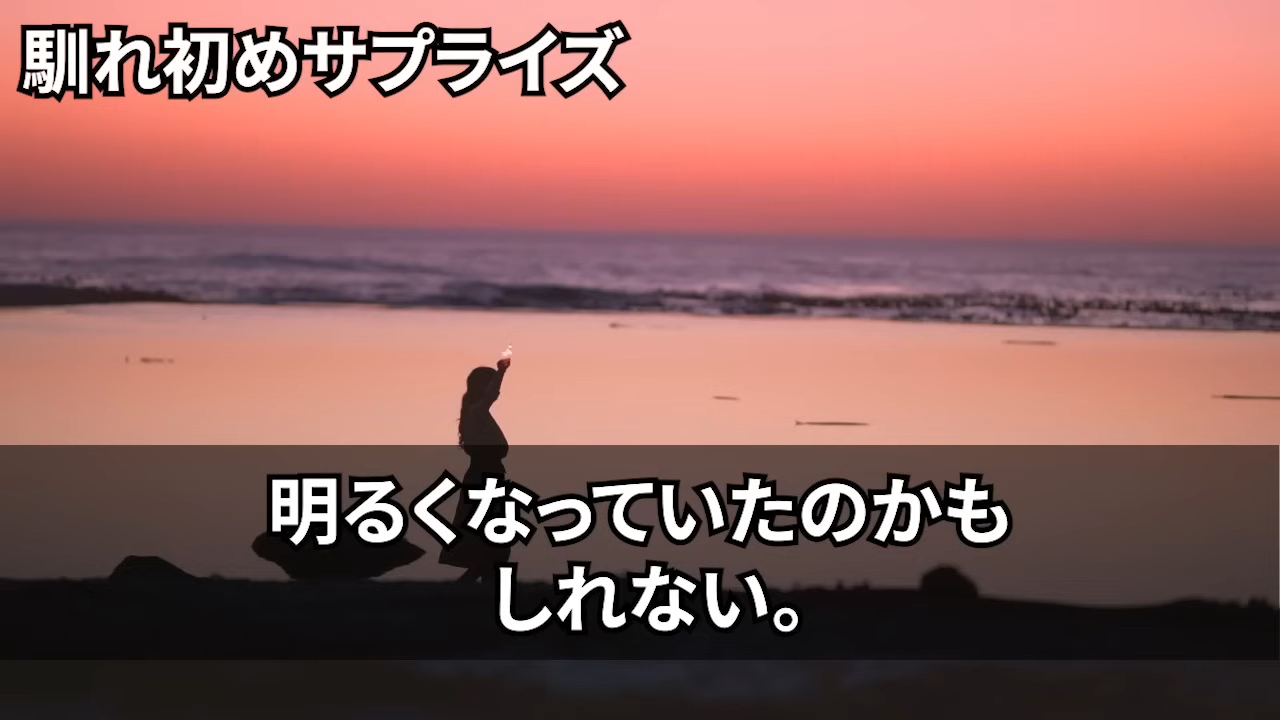 馴れ初めサプライズ
明るくなっていたのかも
しれない。